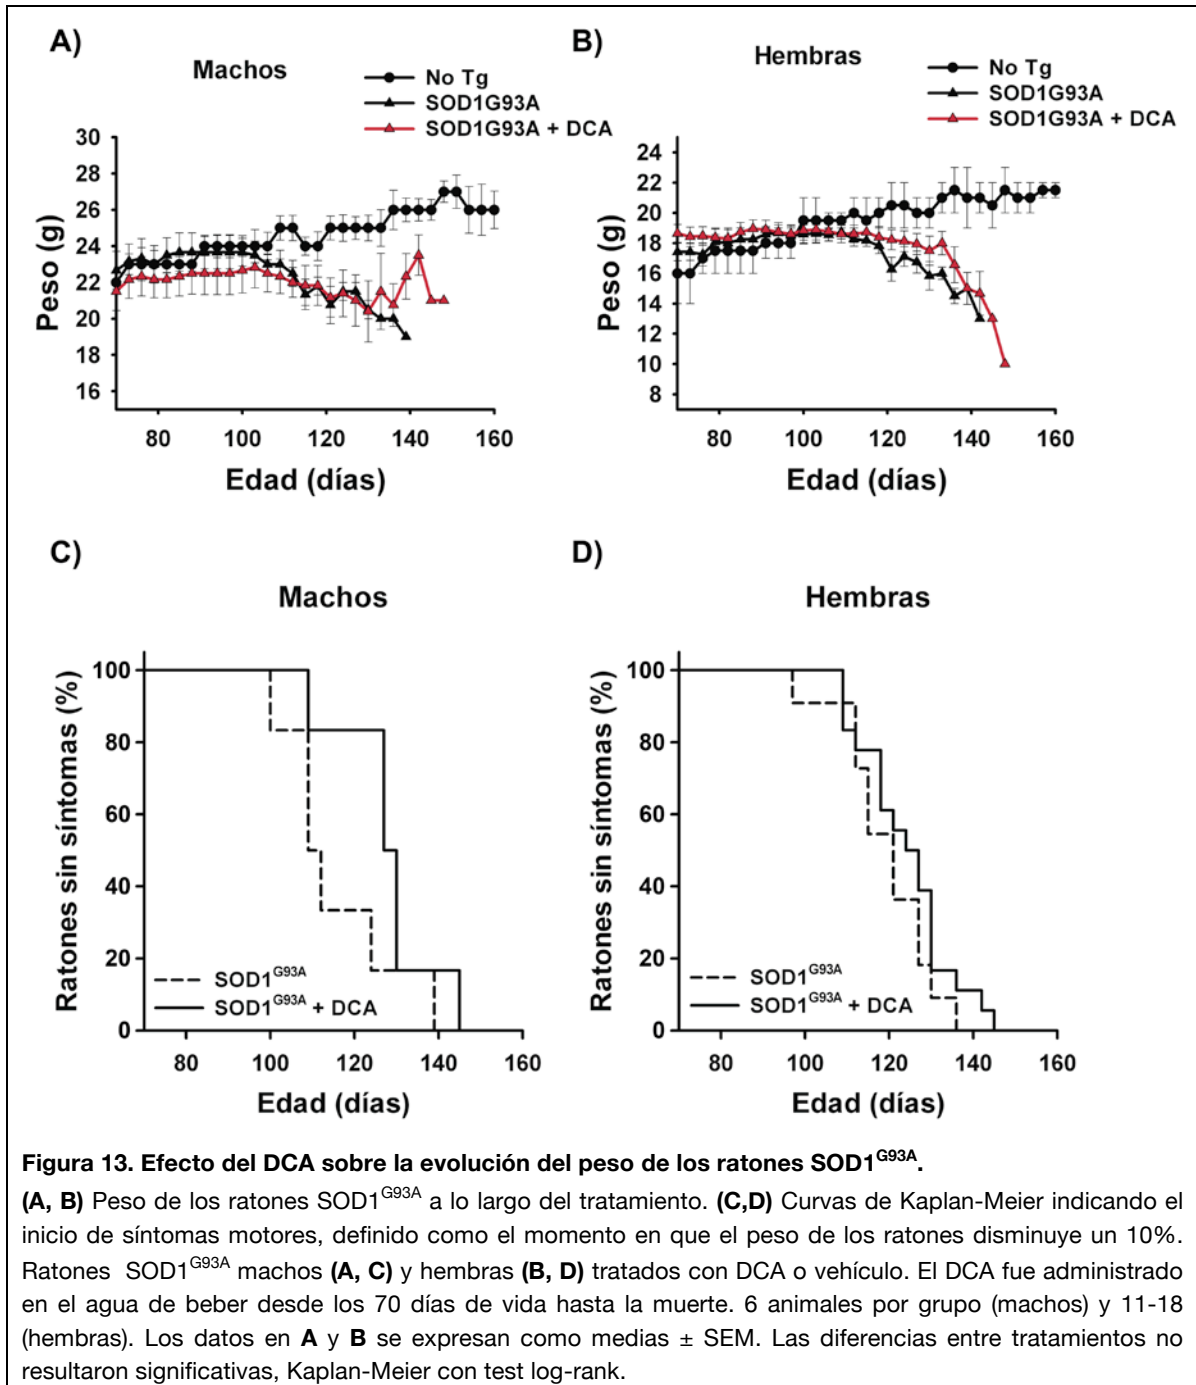 A)
Machos
No Tg
SOD1G93A
SOD1G93A + DCA
30
28
26
24
22
20
18
16
Peso (g)
80
100
120
140
160
Edad (días)
B)
Hembras
No Tg
SOD1G93A
SOD1G93A + DCA
24
22
20
18
16
14
12
10
8
Peso (g)
80
100
120
140
160
Edad (días)
C)
Machos
100
80
60
40
20
0
Ratones sin síntomas (%)
SOD1G93A
SOD1G93A + DCA
80
100
120
140
160
Edad (días)
D)
Hembras
100
80
60
40
20
0
Ratones sin síntomas (%)
SOD1G93A
SOD1G93A + DCA
80
100
120
140
160
Edad (días)
Figura 13. Efecto del DCA sobre la evolución del peso de los ratones SOD1G93A.
(A, B) Peso de los ratones SOD1G93A a lo largo del tratamiento. (C,D) Curvas de Kaplan-Meier indicando el
inicio de síntomas motores, definido como el momento en que el peso de los ratones disminuye un 10%.
Ratones SOD1G93A machos (A, C) y hembras (B, D) tratados con DCA o vehículo. El DCA fue administrado
en el agua de beber desde los 70 días de vida hasta la muerte. 6 animales por grupo (machos) y 11-18
(hembras). Los datos en A y B se expresan como medias ± SEM. Las diferencias entre tratamientos no
resultaron significativas, Kaplan-Meier con test log-rank.